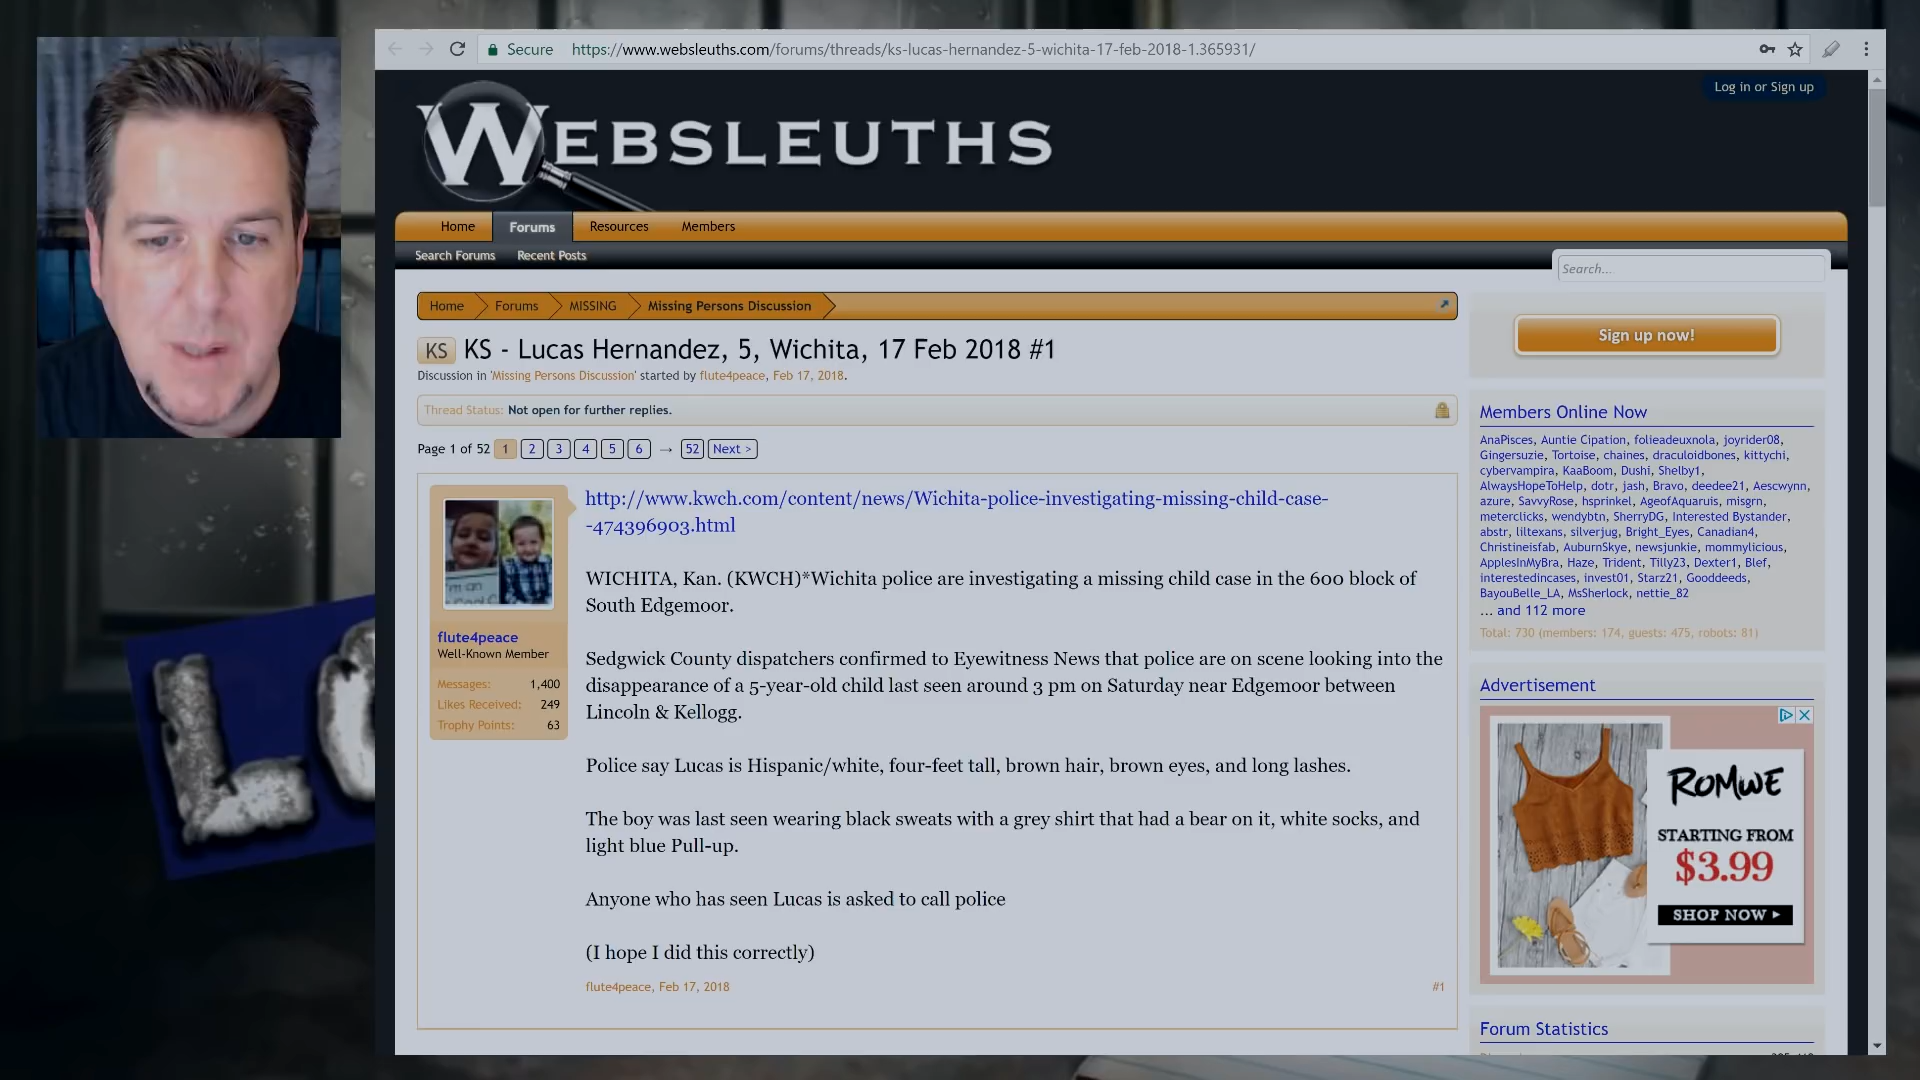 Secure https://www.websleuths.com/forums/threads/ks-lucas-hernandez-5-wichita-17-feb-2018-1.365931/
Log in or Sign up
WEBSLEUTHS
Home Forums Resources Members
Search Forums Recent Posts
Search...
Home Forums MISSING Missing Persons Discussion
KS KS - Lucas Hernandez, 5, Wichita, 17 Feb 2018 #1
Discussion in 'Missing Persons Discussion' started by flute4peace, Feb 17, 2018.
Thread Status: Not open for further replies.
Page 1 of 52 1 2 3 4 5 6 → 52 Next >
I'm an
flute4peace
Well-Known Member
Messages: 1,400
Likes Received: 249
Trophy Points: 63
http://www.kwch.com/content/news/Wichita-police-investigating-missing-child-case-
-474396903.html
WICHITA, Kan. (KWCH)*Wichita police are investigating a missing child case in the 600 block of
South Edgemoor.
Sedgwick County dispatchers confirmed to Eyewitness News that police are on scene looking into the
disappearance of a 5-year-old child last seen around 3 pm on Saturday near Edgemoor between
Lincoln & Kellogg.
Police say Lucas is Hispanic/white, four-feet tall, brown hair, brown eyes, and long lashes.
The boy was last seen wearing black sweats with a grey shirt that had a bear on it, white socks, and
light blue Pull-up.
Anyone who has seen Lucas is asked to call police
(I hope I did this correctly)
flute4peace, Feb 17, 2018 #1
Sign up now!
Members Online Now
AnaPisces, Auntie Cipation, folieadeuxnola, joyrider08,
Gingersuzie, Tortoise, chaines, draculoidbones, kittychi,
cybervampira, KaaBoom, Dushi, Shelby1,
AlwaysHopeToHelp, dotr, jash, Bravo, deedee21, Aescwynn,
azure, SavvyRose, hsprinkel, AgeofAquaruis, misgrn,
meterclicks, wendybtn, SherryDG, Interested Bystander,
abstr, liltexans, silverjug, Bright_Eyes, Canadian4,
Christineisfab, AuburnSkye, newsjunkie, mommylicious,
ApplesInMyBra, Haze, Trident, Tilly23, Dexter1, Blef,
interestedincases, invest01, Starz21, Gooddeeds,
BayouBelle_LA, MsSherlock, nettie_82
... and 112 more
Total: 730 (members: 174, guests: 475, robots: 81)
Advertisement
ROMWE
STARTING FROM
$3.99
SHOP NOW
Forum Statistics